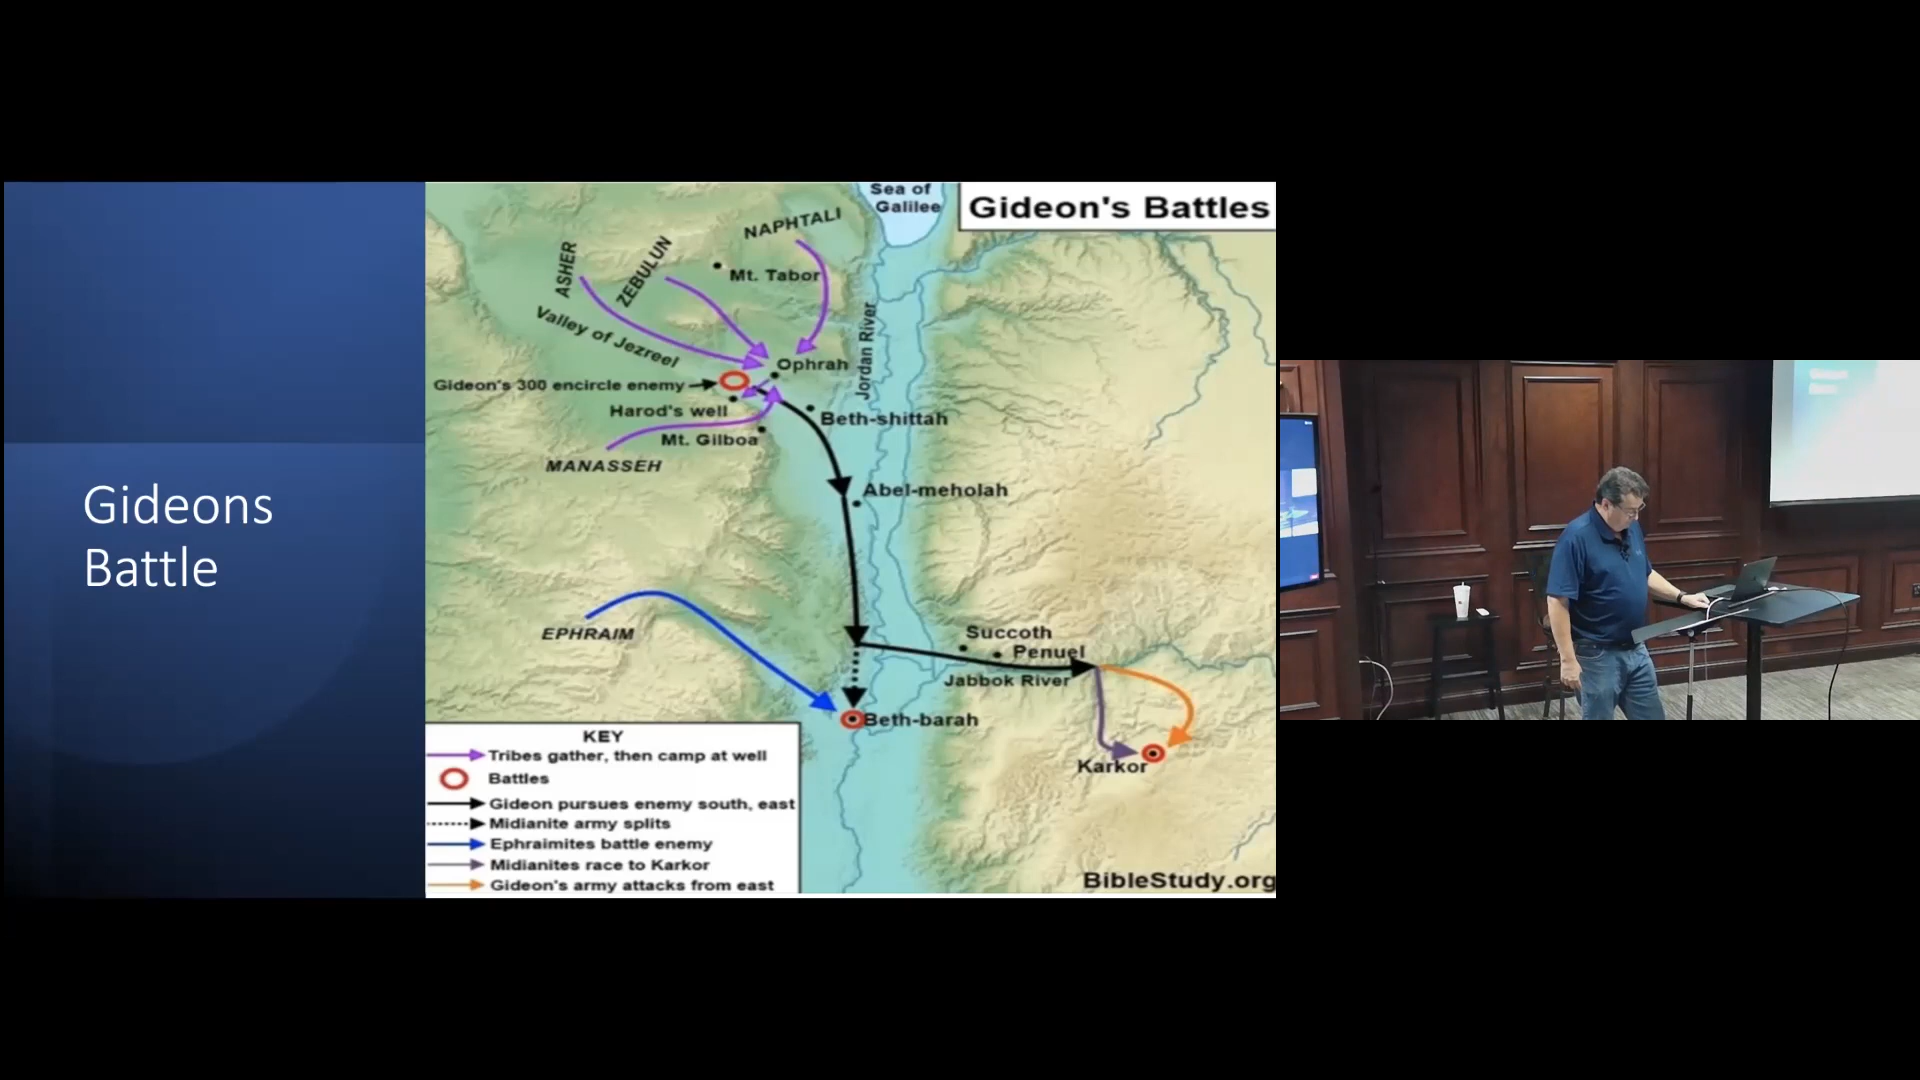 Gideons
Battle
Gideon's Battles
Sea of
Galilee
NAPHTALI
ASHER
ZEBULUN
Mt. Tabor
Valley of Jezreel
Jordan River
Ophrah
Gideon's 300 encircle enemy
Harod's well
Beth-shittah
Mt. Gilboa
MANASSEH
Abel-meholah
EPHRAIM
Succoth
Penuel
Jabbok River
Beth-barah
Karkor
KEY
Tribes gather, then camp at well
Battles
Gideon pursues enemy south, east
Midianite army splits
Ephraimites battle enemy
Midianites race to Karkor
Gideon's army attacks from east
BibleStudy.org